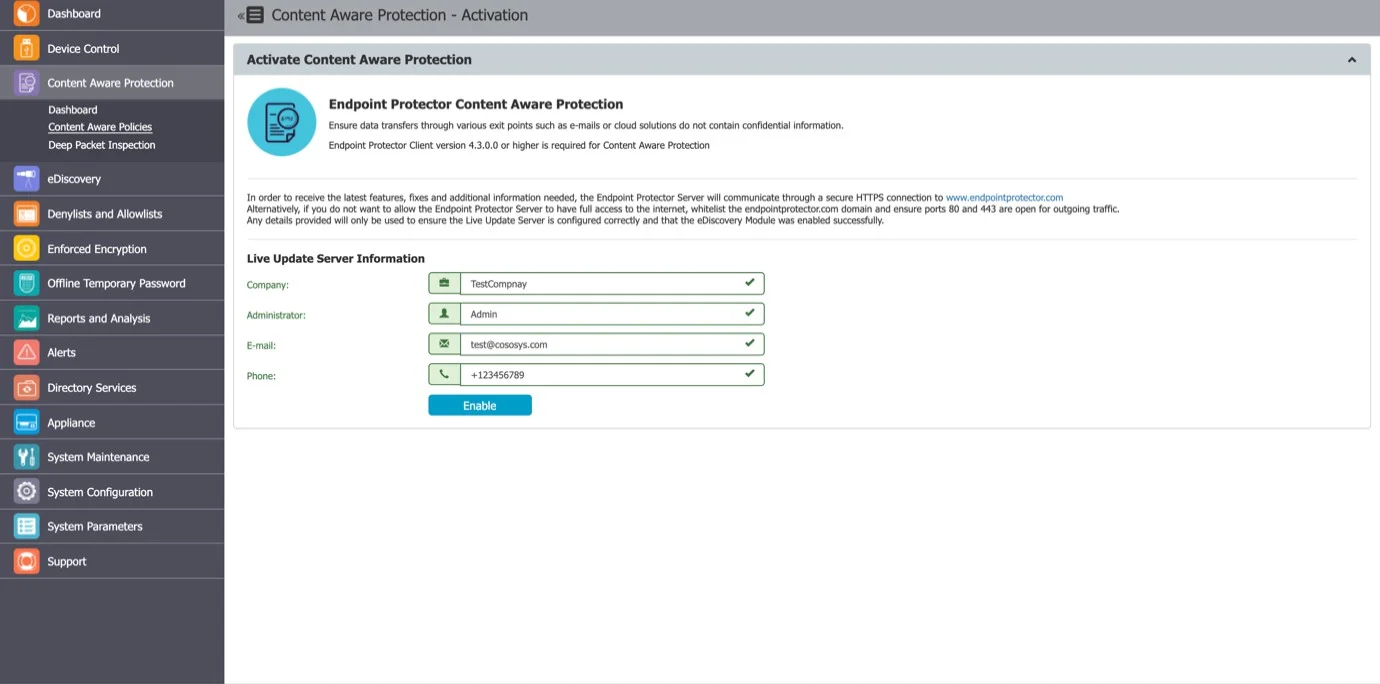 Dashboard
Device Control
Content Aware Protection
Dashboard
Content Aware Policies
Deep Packet Inspection
eDiscovery
Denylists and Allowlists
Enforced Encryption
Offline Temporary Password
Reports and Analysis
Alerts
Directory Services
Appliance
System Maintenance
System Configuration
System Parameters
Support
Content Aware Protection - Activation
Activate Content Aware Protection
Endpoint Protector Content Aware Protection
Ensure data transfers through various exit points such as e-mails or cloud solutions do not contain confidential information.
Endpoint Protector Client version 4.3.0.0 or higher is required for Content Aware Protection
In order to receive the latest features, fixes and additional information needed, the Endpoint Protector Server will communicate through a secure HTTPS connection to www.endpointprotector.com
Alternatively, if you do not want to allow the Endpoint Protector Server to have full access to the internet, whitelist the endpointprotector.com domain and ensure ports 80 and 443 are open for outgoing traffic.
Any details provided will only be used to ensure the Live Update Server is configured correctly and that the eDiscovery Module was enabled successfully.
Live Update Server Information
Company: TestCompnay
Administrator: Admin
E-mail: test@cososys.com
Phone: +123456789
Enable